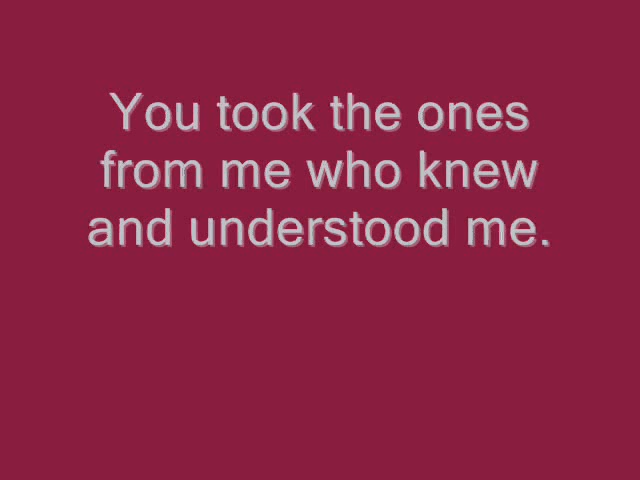 You took the ones
from me who knew
and understood me.